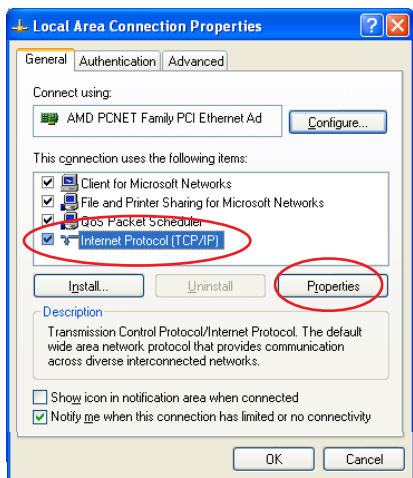 Local Area Connection Properties
General Authentication Advanced
Connect using:
AMD PCNET Family PCI Ethernet Ad
Configure...
This connection uses the following items:
Client for Microsoft Networks
File and Printer Sharing for Microsoft Networks
QoS Packet Scheduler
Internet Protocol (TCP/IP)
Install... Uninstall Properties
Description
Transmission Control Protocol/Internet Protocol. The default
wide area network protocol that provides communication
across diverse interconnected networks.
Show icon in notification area when connected
Notify me when this connection has limited or no connectivity
OK Cancel